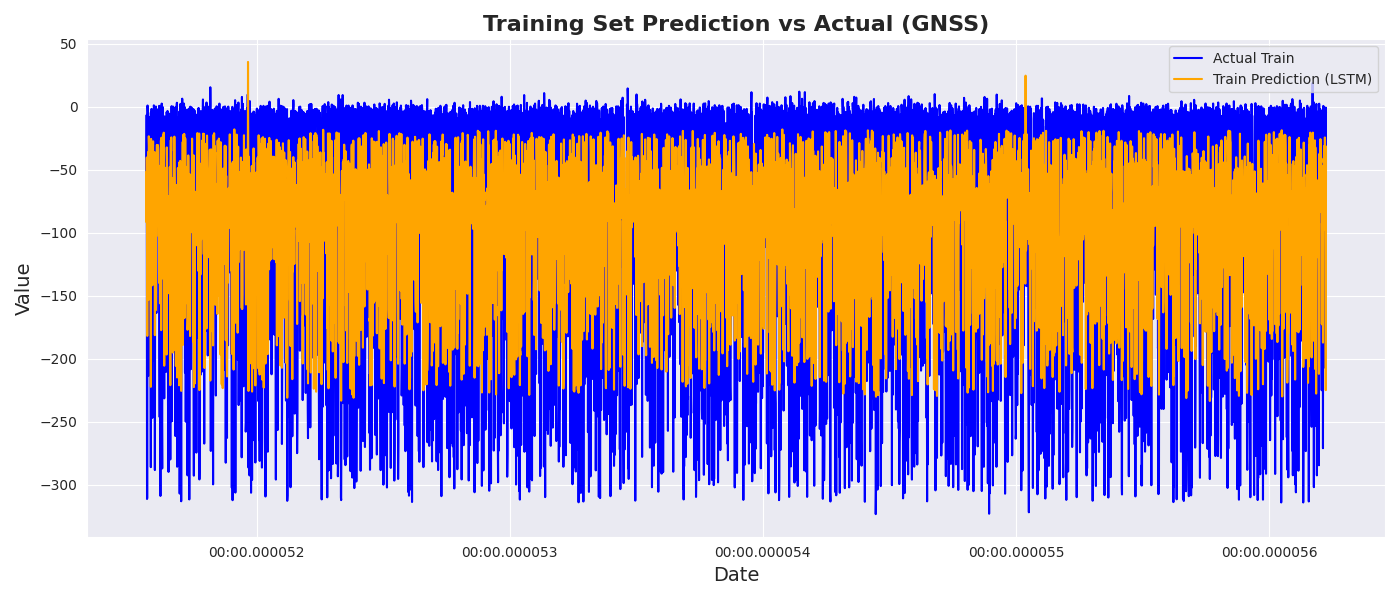 Training Set Prediction vs Actual (GNSS)
Actual Train
Train Prediction (LSTM)
Value
50
0
−50
−100
−150
−200
−250
−300
00:00.000052
00:00.000053
00:00.000054
00:00.000055
00:00.000056
Date